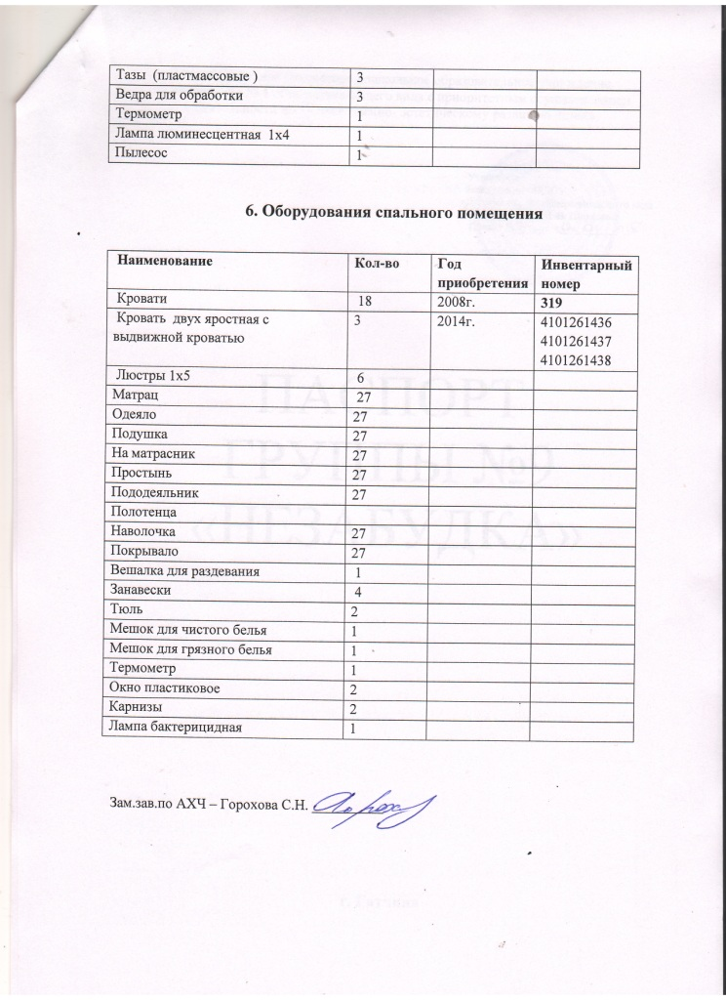 Тазы (пластмассовые ) 3
Ведра для обработки 3
Термометр 1
Лампа люминесцентная 1х4 1
Пылесос 1
6. Оборудования спального помещения
Наименование Кол-во Год приобретения Инвентарный номер
Кровати 18 2008г. 319
Кровать двух яростная с выдвижной кроватью 3 2014г. 4101261436
4101261437
4101261438
Люстры 1х5 6
Матрац 27
Одеяло 27
Подушка 27
На матрасник 27
Простынь 27
Пододеяльник 27
Полотенца
Наволочка 27
Покрывало 27
Вешалка для раздевания 1
Занавески 4
Тюль 2
Мешок для чистого белья 1
Мешок для грязного белья 1
Термометр 1
Окно пластиковое 2
Карнизы 2
Лампа бактерицидная 1
ПАСПОРТ
ГРУППЫ №9
«НЕЗАБУДКА»
Зам.зав.по АХЧ – Горохова С.Н.